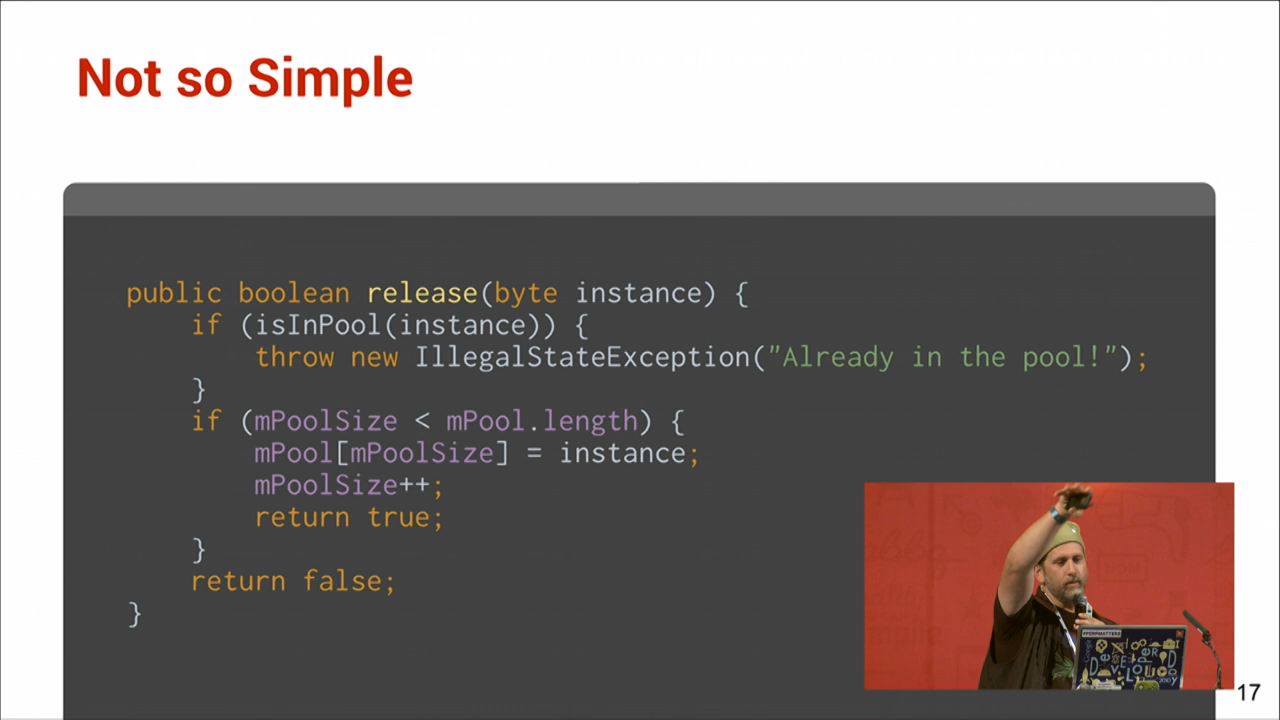 Not so Simple
public boolean release(byte instance) {
if (isInPool(instance)) {
throw new IllegalStateException("Already in the pool!");
}
if (mPoolSize < mPool.length) {
mPool[mPoolSize] = instance;
mPoolSize++;
return true;
}
return false;
}
#PERFMATTERS
17